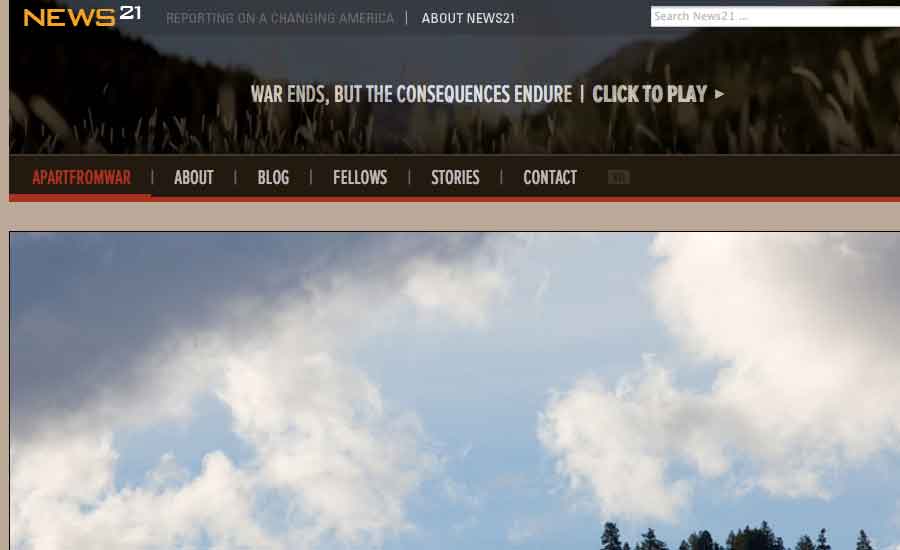 NEWS21 REPORTING ON A CHANGING AMERICA | ABOUT NEWS21 Search News21 ...
WAR ENDS, BUT THE CONSEQUENCES ENDURE | CLICK TO PLAY ►
APARTFROMWAR | ABOUT | BLOG | FELLOWS | STORIES | CONTACT